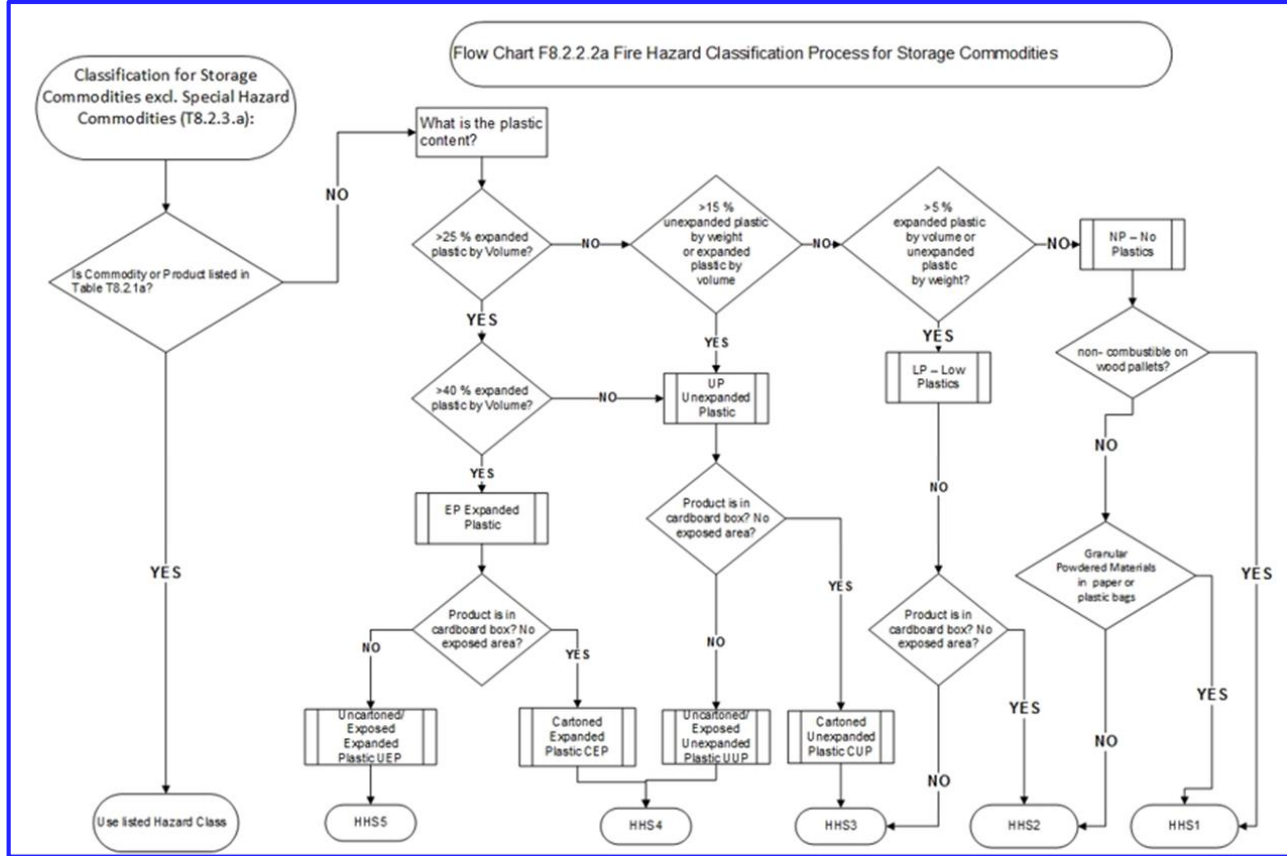 Flow Chart F8.2.2.2a Fire Hazard Classification Process for Storage Commodities
Classification for Storage
Commodities excl. Special Hazard
Commodities (T8.2.3.a):
Is Commodity or Product listed in
Table T8.2.1a?
NO
YES
Use listed Hazard Class
What is the plastic
content?
>25 % expanded
plastic by Volume?
NO
YES
>15 %
unexpanded plastic
by weight
or expanded
plastic by
volume
NO
YES
>5 %
expanded plastic
by volume or
unexpanded
plastic
by weight?
NO
YES
NP – No
Plastics
non- combustible on
wood pallets?
NO
YES
>40 % expanded
plastic by Volume?
NO
YES
UP
Unexpanded
Plastic
LP – Low
Plastics
NO
EP Expanded
Plastic
Product is in
cardboard box? No
exposed area?
NO
YES
Granular
Powdered Materials
in paper or
plastic bags
NO
YES
Product is in
cardboard box? No
exposed area?
NO
YES
Product is in
cardboard box? No
exposed area?
NO
YES
Uncartoned/
Exposed
Expanded
Plastic UEP
Cartoned
Expanded
Plastic CEP
Uncartoned/
Exposed
Unexpanded
Plastic UUP
Cartoned
Unexpanded
Plastic CUP
HHS5
HHS4
HHS3
HHS2
HHS1